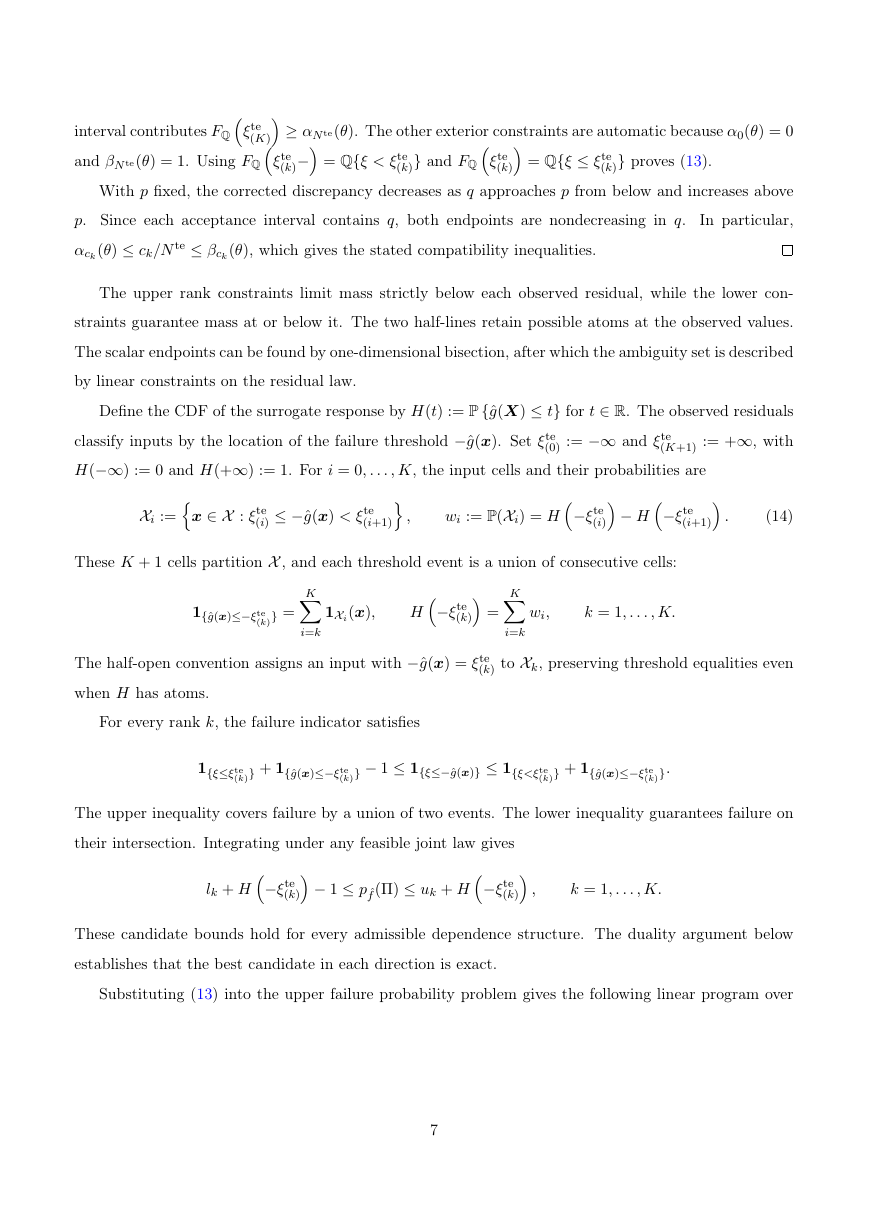 interval contributes F_ℚ(ξ^te_(K)) ≥ α_{N^te}(θ). The other exterior constraints are automatic because α_0(θ) = 0
and β_{N^te}(θ) = 1. Using F_ℚ(ξ^te_(k)−) = ℚ{ξ < ξ^te_(k)} and F_ℚ(ξ^te_(k)) = ℚ{ξ ≤ ξ^te_(k)} proves (13).
With p fixed, the corrected discrepancy decreases as q approaches p from below and increases above
p. Since each acceptance interval contains q, both endpoints are nondecreasing in q. In particular,
α_{c_k}(θ) ≤ c_k/N^te ≤ β_{c_k}(θ), which gives the stated compatibility inequalities. □
The upper rank constraints limit mass strictly below each observed residual, while the lower con-
straints guarantee mass at or below it. The two half-lines retain possible atoms at the observed values.
The scalar endpoints can be found by one-dimensional bisection, after which the ambiguity set is described
by linear constraints on the residual law.
Define the CDF of the surrogate response by H(t) := ℙ {ĝ(X) ≤ t} for t ∈ ℝ. The observed residuals
classify inputs by the location of the failure threshold −ĝ(x). Set ξ^te_(0) := −∞ and ξ^te_(K+1) := +∞, with
H(−∞) := 0 and H(+∞) := 1. For i = 0, . . . , K, the input cells and their probabilities are
𝒳_i := {x ∈ 𝒳 : ξ^te_(i) ≤ −ĝ(x) < ξ^te_(i+1)}, w_i := ℙ(𝒳_i) = H(−ξ^te_(i)) − H(−ξ^te_(i+1)). (14)
These K + 1 cells partition 𝒳, and each threshold event is a union of consecutive cells:
1_{ĝ(x)≤−ξ^te_(k)} = ∑_{i=k}^{K} 1_{𝒳_i}(x), H(−ξ^te_(k)) = ∑_{i=k}^{K} w_i, k = 1, . . . , K.
The half-open convention assigns an input with −ĝ(x) = ξ^te_(k) to 𝒳_k, preserving threshold equalities even
when H has atoms.
For every rank k, the failure indicator satisfies
1_{ξ≤ξ^te_(k)} + 1_{ĝ(x)≤−ξ^te_(k)} − 1 ≤ 1_{ξ≤−ĝ(x)} ≤ 1_{ξ<ξ^te_(k)} + 1_{ĝ(x)≤−ξ^te_(k)}.
The upper inequality covers failure by a union of two events. The lower inequality guarantees failure on
their intersection. Integrating under any feasible joint law gives
l_k + H(−ξ^te_(k)) − 1 ≤ p_f̂(Π) ≤ u_k + H(−ξ^te_(k)), k = 1, . . . , K.
These candidate bounds hold for every admissible dependence structure. The duality argument below
establishes that the best candidate in each direction is exact.
Substituting (13) into the upper failure probability problem gives the following linear program over
7